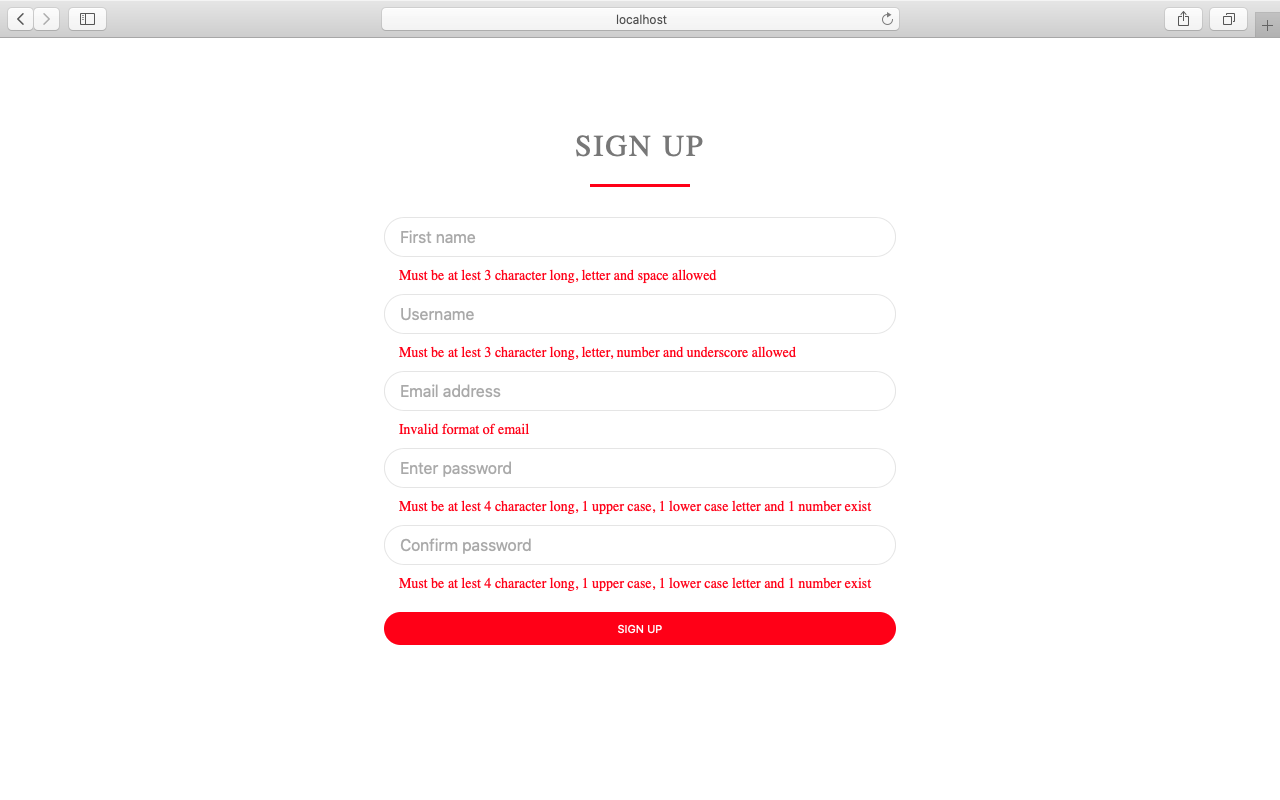 localhost
SIGN UP
First name
Must be at lest 3 character long, letter and space allowed
Username
Must be at lest 3 character long, letter, number and underscore allowed
Email address
Invalid format of email
Enter password
Must be at lest 4 character long, 1 upper case, 1 lower case letter and 1 number exist
Confirm password
Must be at lest 4 character long, 1 upper case, 1 lower case letter and 1 number exist
SIGN UP